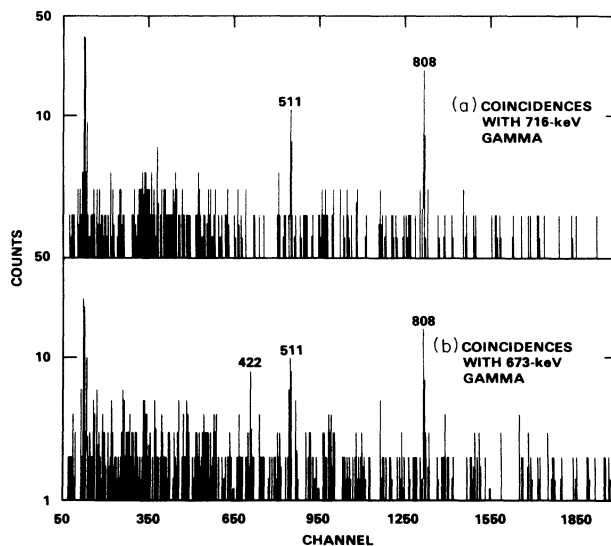 50
808
511
(a) COINCIDENCES
10
WITH 716-keV
GAMMA
COUNTS
50
808
(b) COINCIDENCES
511
422
10
WITH 673-keV
GAMMA
1
50 350 650 950 1250 1550 1850
CHANNEL